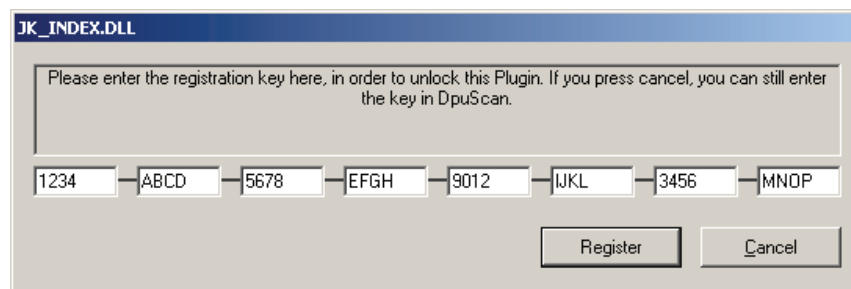 JK_INDEX.DLL
Please enter the registration key here, in order to unlock this Plugin. If you press cancel, you can still enter
the key in DpuScan.
1234 ABCD 5678 EFGH 9012 IJKL 3456 MNOP
Register Cancel